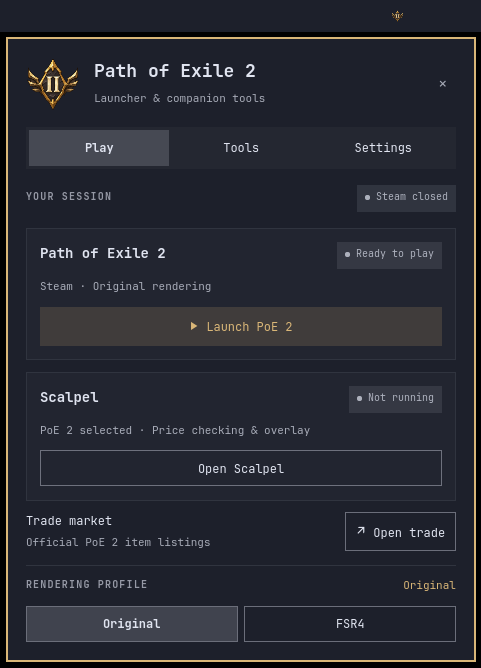 II
Path of Exile 2
Launcher & companion tools
×
Play
Tools
Settings
YOUR SESSION
Steam closed
Path of Exile 2
Ready to play
Steam · Original rendering
Launch PoE 2
Scalpel
Not running
PoE 2 selected · Price checking & overlay
Open Scalpel
Trade market
Official PoE 2 item listings
Open trade
RENDERING PROFILE
Original
Original
FSR4